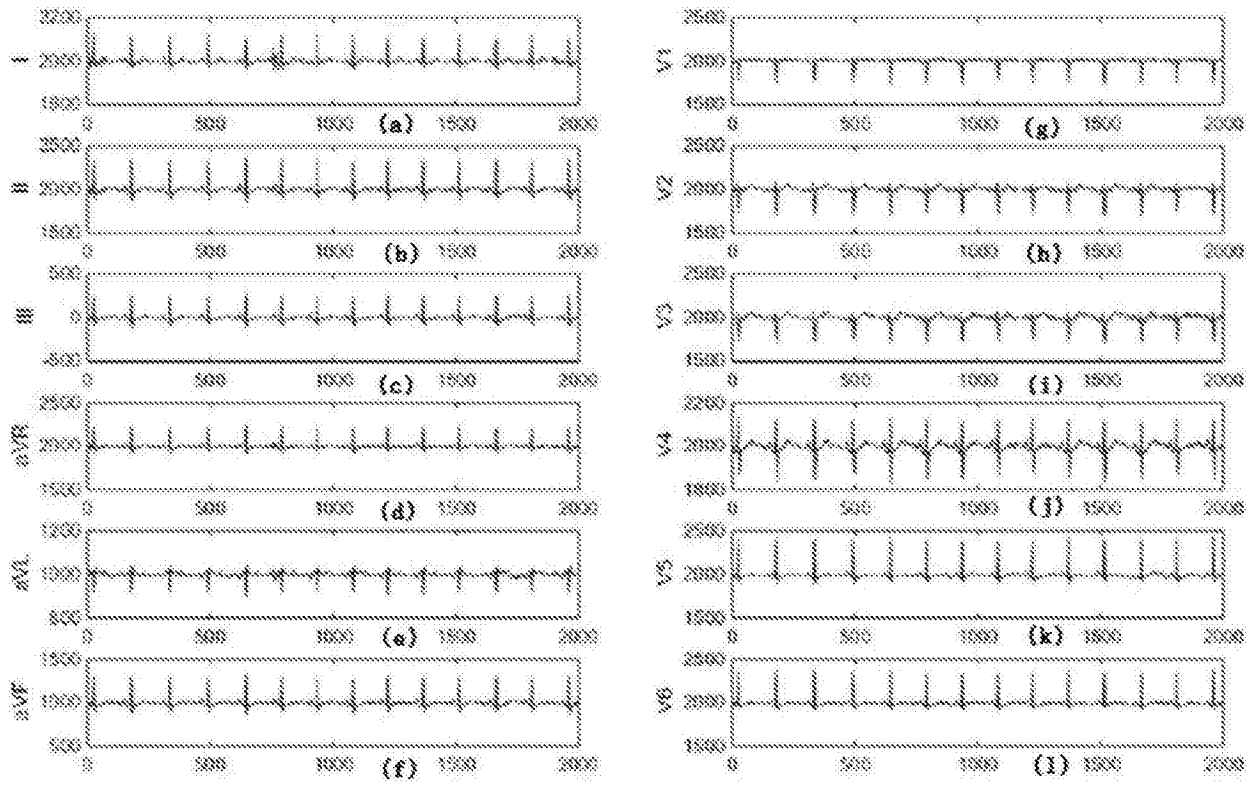 I 2200 2000 1800
0 500 1000 (a) 1500 2000
II 2500 2000 1500
0 500 1000 (b) 1500 2000
III 500 0 -500
0 500 1000 (c) 1500 2000
aVR 2500 2000 1500
0 500 1000 (d) 1500 2000
aVL 1200 1000 800
0 500 1000 (e) 1500 2000
aVF 1500 1000 500
0 500 1000 (f) 1500 2000
V1 2500 2000 1500
0 500 1000 (g) 1500 2000
V2 2500 2000 1500
0 500 1000 (h) 1500 2000
V3 2500 2000 1500
0 500 1000 (i) 1500 2000
V4 2200 2000 1800
0 500 1000 (j) 1500 2000
V5 2500 2000 1500
0 500 1000 (k) 1500 2000
V6 2500 2000 1500
0 500 1000 (l) 1500 2000